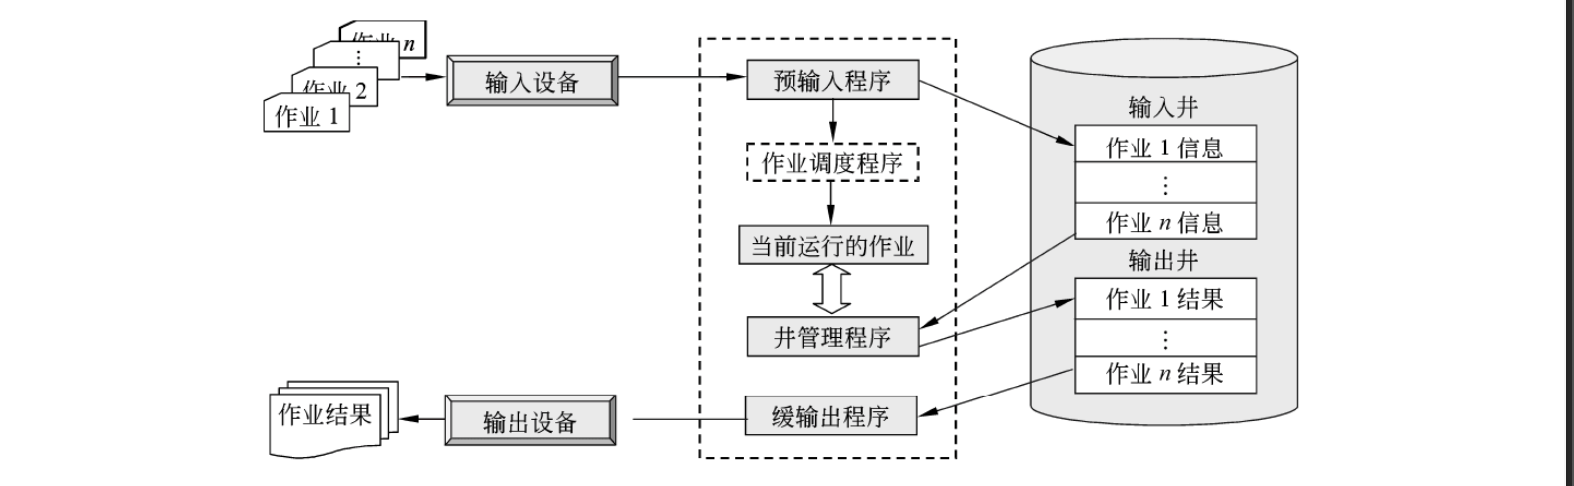 作业 n
⋮
作业 2
作业 1
输入设备
预输入程序
作业调度程序
当前运行的作业
井管理程序
缓输出程序
输入井
作业 1 信息
⋮
作业 n 信息
输出井
作业 1 结果
⋮
作业 n 结果
输出设备
作业结果